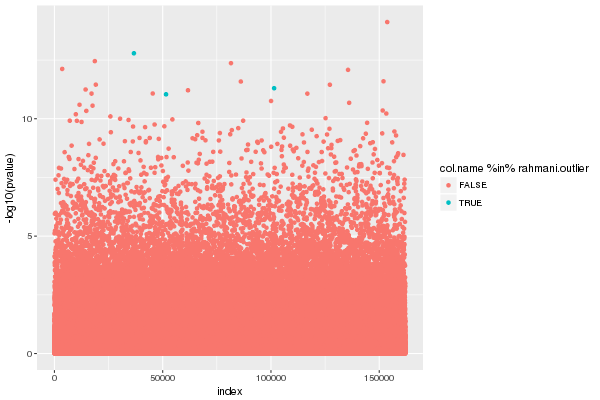 -log10(pvalue)
10
5
0
0
50000
100000
150000
index
col.name %in% rahmani.outlier
FALSE
TRUE